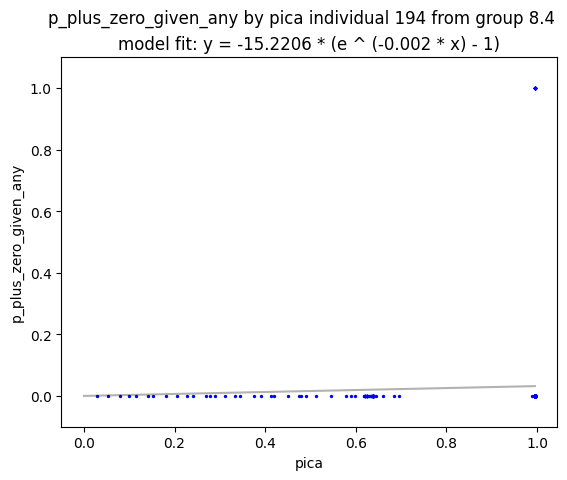 p_plus_zero_given_any by pica individual 194 from group 8.4
model fit: y = -15.2206 * (e ^ (-0.002 * x) - 1)
1.0
0.8
0.6
0.4
0.2
0.0
p_plus_zero_given_any
0.0 0.2 0.4 0.6 0.8 1.0
pica